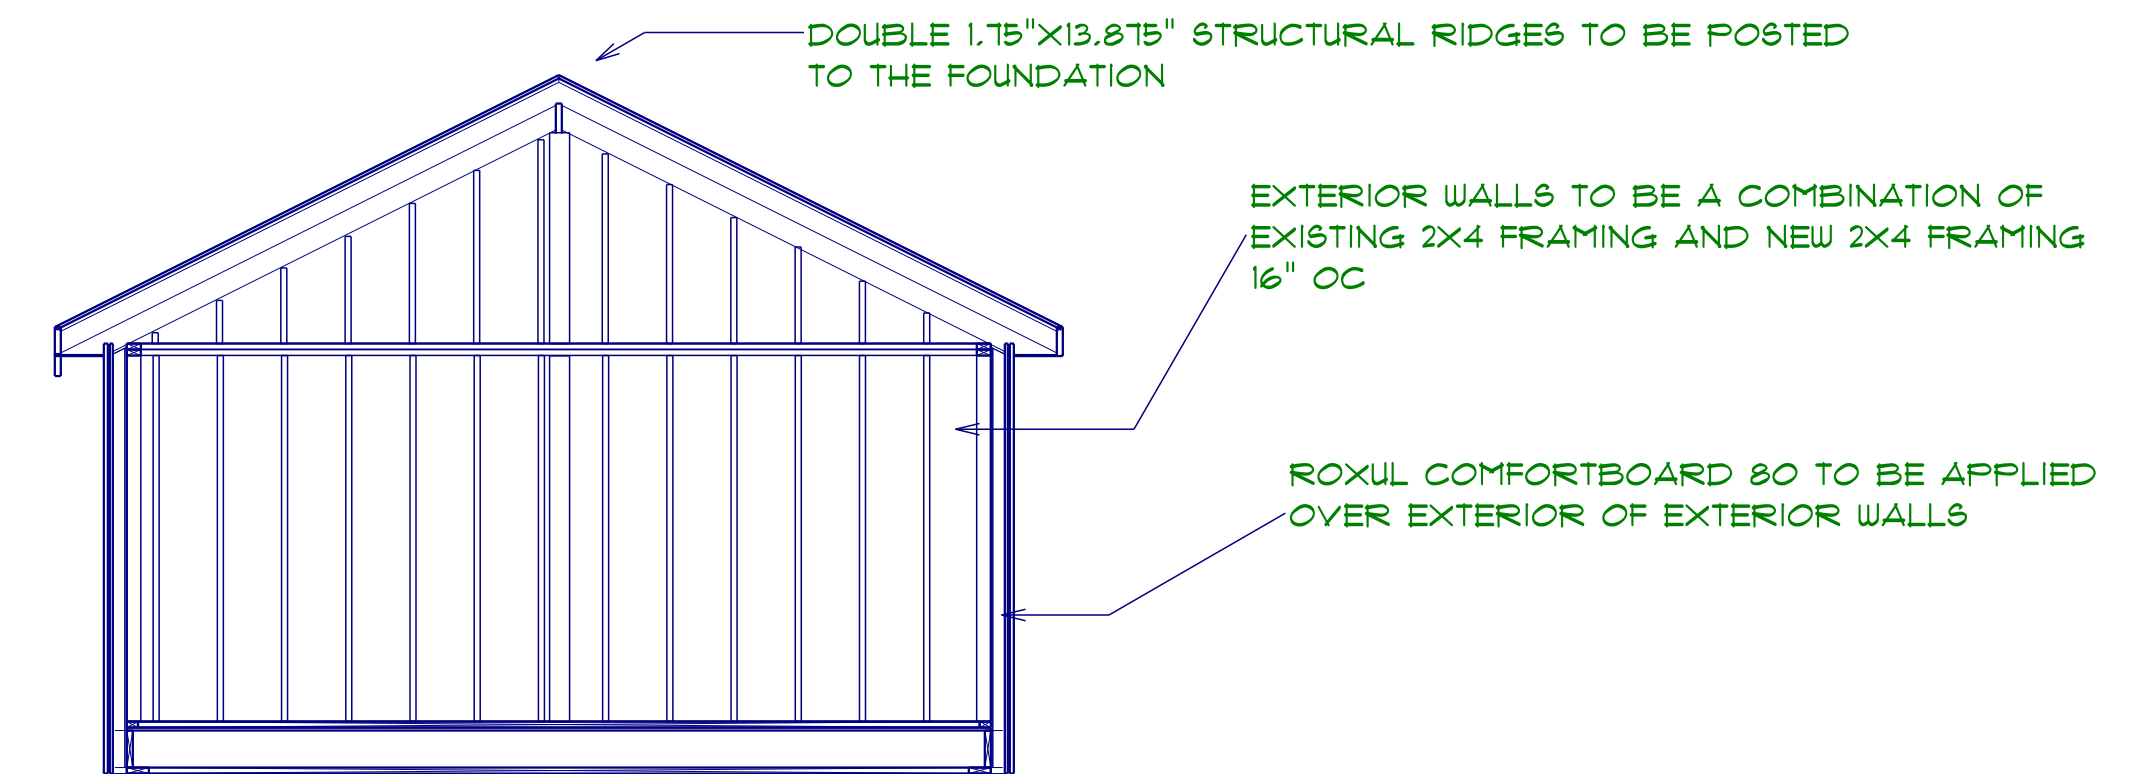 DOUBLE 1.75"X13.875" STRUCTURAL RIDGES TO BE POSTED
TO THE FOUNDATION
EXTERIOR WALLS TO BE A COMBINATION OF
EXISTING 2X4 FRAMING AND NEW 2X4 FRAMING
16" OC
ROXUL COMFORTBOARD 80 TO BE APPLIED
OVER EXTERIOR OF EXTERIOR WALLS